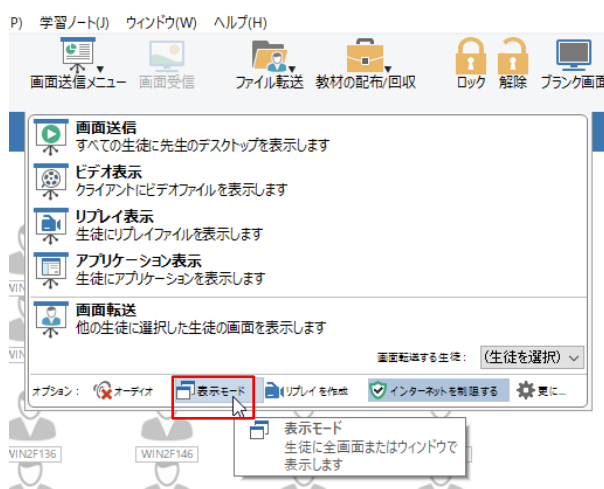 P) 学習ノート(J) ウィンドウ(W) ヘルプ(H)
画面送信メニュー 画面受信 ファイル転送 教材の配布/回収 ロック 解除 ブランク画面
画面送信
すべての生徒に先生のデスクトップを表示します
ビデオ表示
クライアントにビデオファイルを表示します
リプレイ表示
生徒にリプレイファイルを表示します
アプリケーション表示
生徒にアプリケーションを表示します
画面転送
他の生徒に選択した生徒の画面を表示します
画面転送する生徒: (生徒を選択)
オプション: オーディオ 表示モード リプレイを作成 インターネットを制限する 更に...
表示モード
生徒に全画面またはウィンドウで
表示します
WIN2F136 WIN2F146